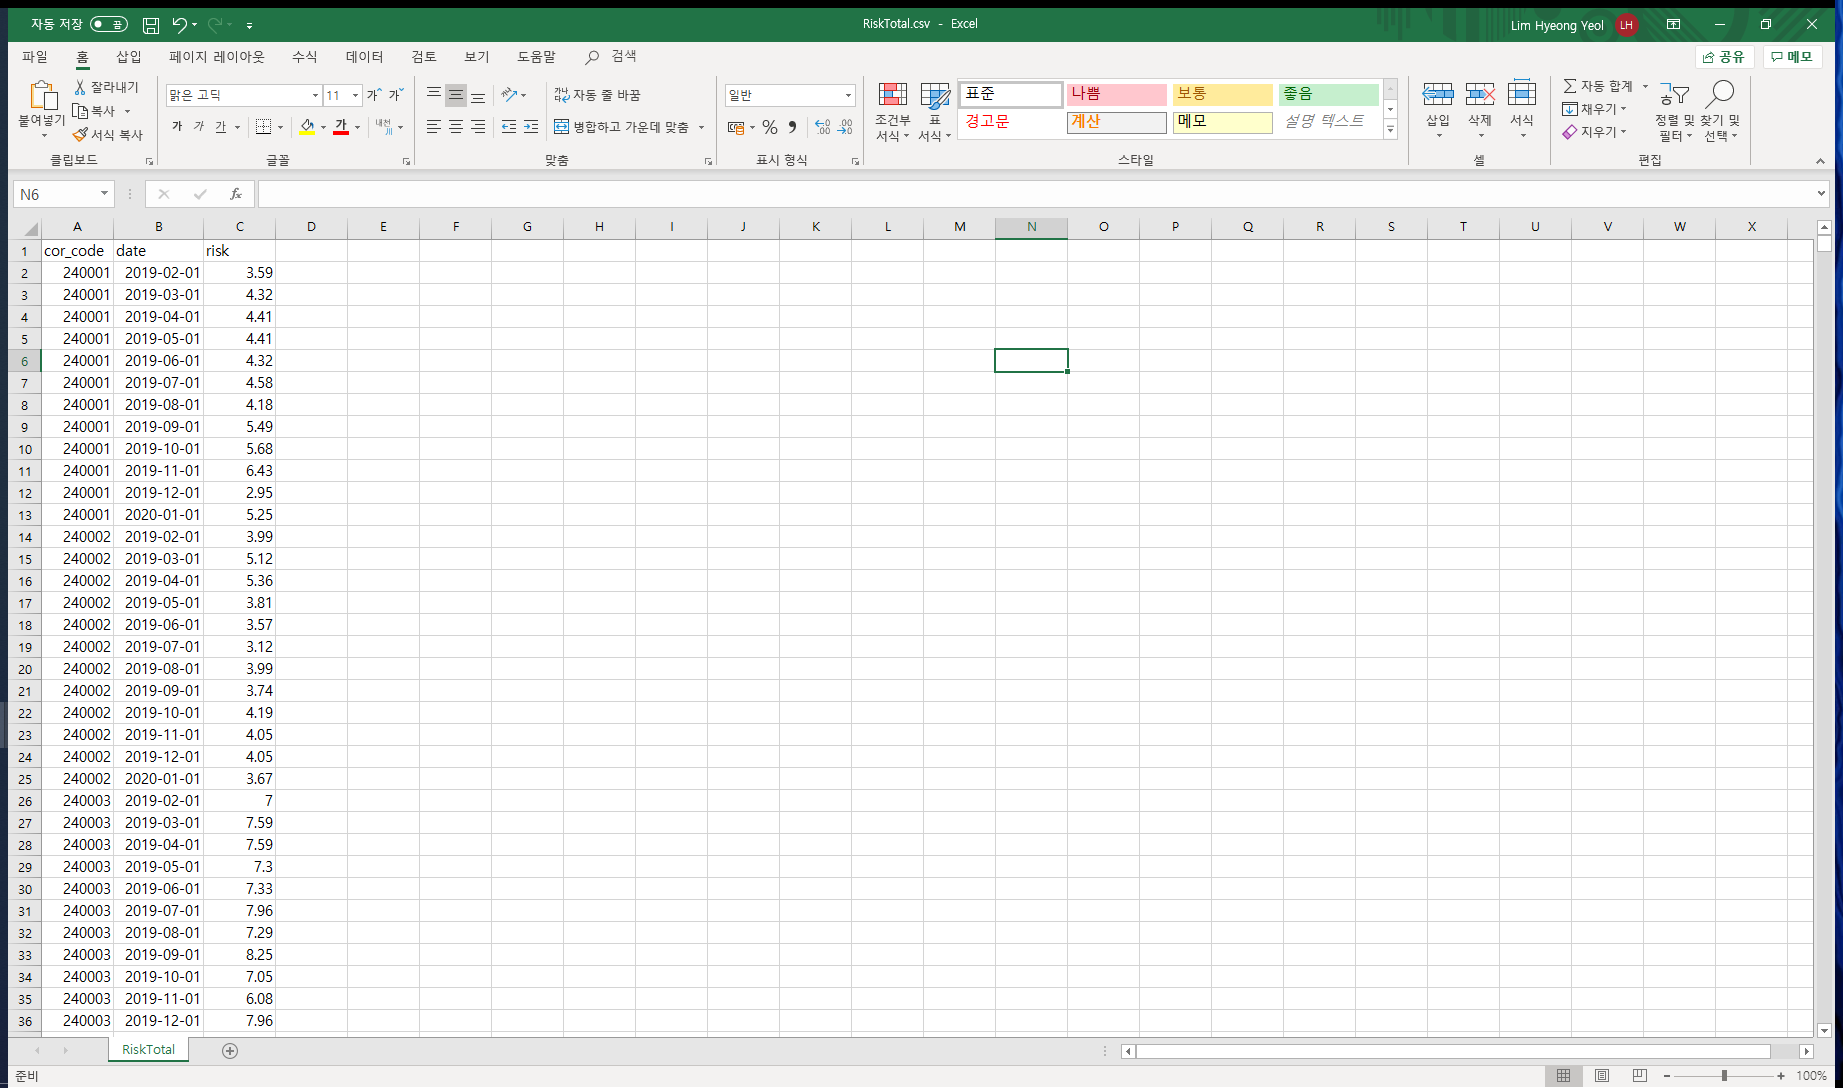 자동 저장 끔 RiskTotal.csv - Excel Lim Hyeong Yeol LH
파일 홈 삽입 페이지 레이아웃 수식 데이터 검토 보기 도움말 검색 공유 메모
붙여넣기 잘라내기 복사 서식 복사 클립보드
맑은 고딕 11 가 가 가 가 가 가 내천 글꼴
자동 줄 바꿈 병합하고 가운데 맞춤 맞춤
일반 % 표시 형식
조건부 서식 표 서식 표준 나쁨 보통 좋음
경고문 계산 메모 설명 텍스트 스타일
삽입 삭제 서식 셀
자동 합계 채우기 지우기 정렬 및 필터 찾기 및 선택 편집
N6 fx
A B C D E F G H I J K L M N O P Q R S T U V W X
1 cor_code date risk
2 240001 2019-02-01 3.59
3 240001 2019-03-01 4.32
4 240001 2019-04-01 4.41
5 240001 2019-05-01 4.41
6 240001 2019-06-01 4.32
7 240001 2019-07-01 4.58
8 240001 2019-08-01 4.18
9 240001 2019-09-01 5.49
10 240001 2019-10-01 5.68
11 240001 2019-11-01 6.43
12 240001 2019-12-01 2.95
13 240001 2020-01-01 5.25
14 240002 2019-02-01 3.99
15 240002 2019-03-01 5.12
16 240002 2019-04-01 5.36
17 240002 2019-05-01 3.81
18 240002 2019-06-01 3.57
19 240002 2019-07-01 3.12
20 240002 2019-08-01 3.99
21 240002 2019-09-01 3.74
22 240002 2019-10-01 4.19
23 240002 2019-11-01 4.05
24 240002 2019-12-01 4.05
25 240002 2020-01-01 3.67
26 240003 2019-02-01 7
27 240003 2019-03-01 7.59
28 240003 2019-04-01 7.59
29 240003 2019-05-01 7.3
30 240003 2019-06-01 7.33
31 240003 2019-07-01 7.96
32 240003 2019-08-01 7.29
33 240003 2019-09-01 8.25
34 240003 2019-10-01 7.05
35 240003 2019-11-01 6.08
36 240003 2019-12-01 7.96
RiskTotal
준비 100%